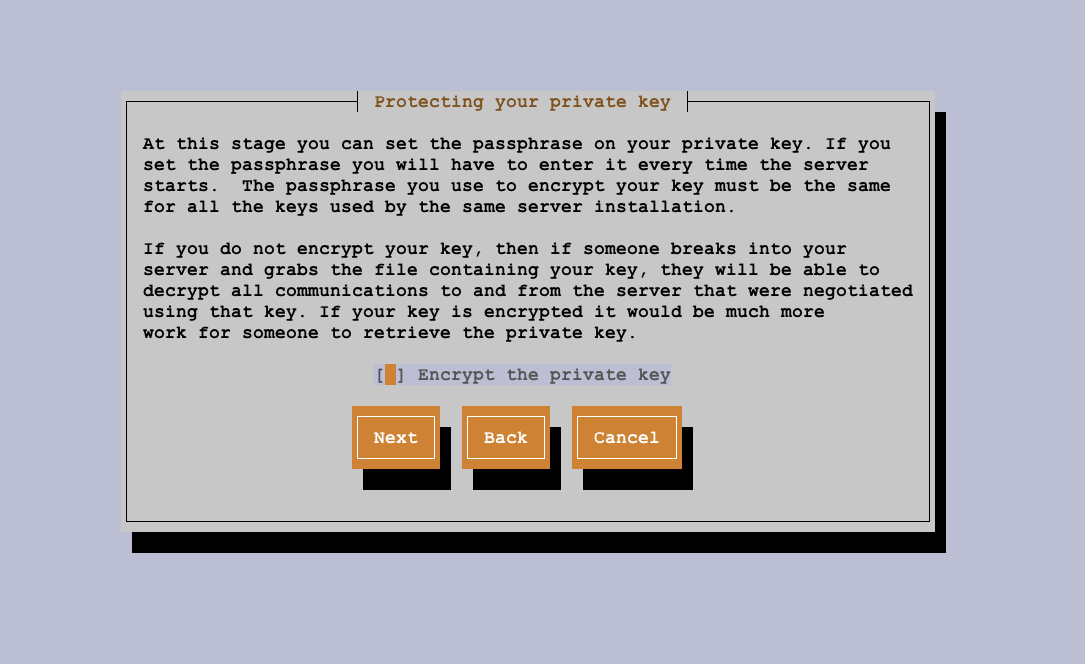 Protecting your private key
At this stage you can set the passphrase on your private key. If you
set the passphrase you will have to enter it every time the server
starts.  The passphrase you use to encrypt your key must be the same
for all the keys used by the same server installation.
If you do not encrypt your key, then if someone breaks into your
server and grabs the file containing your key, they will be able to
decrypt all communications to and from the server that were negotiated
using that key. If your key is encrypted it would be much more
work for someone to retrieve the private key.
[ ] Encrypt the private key
Next Back Cancel